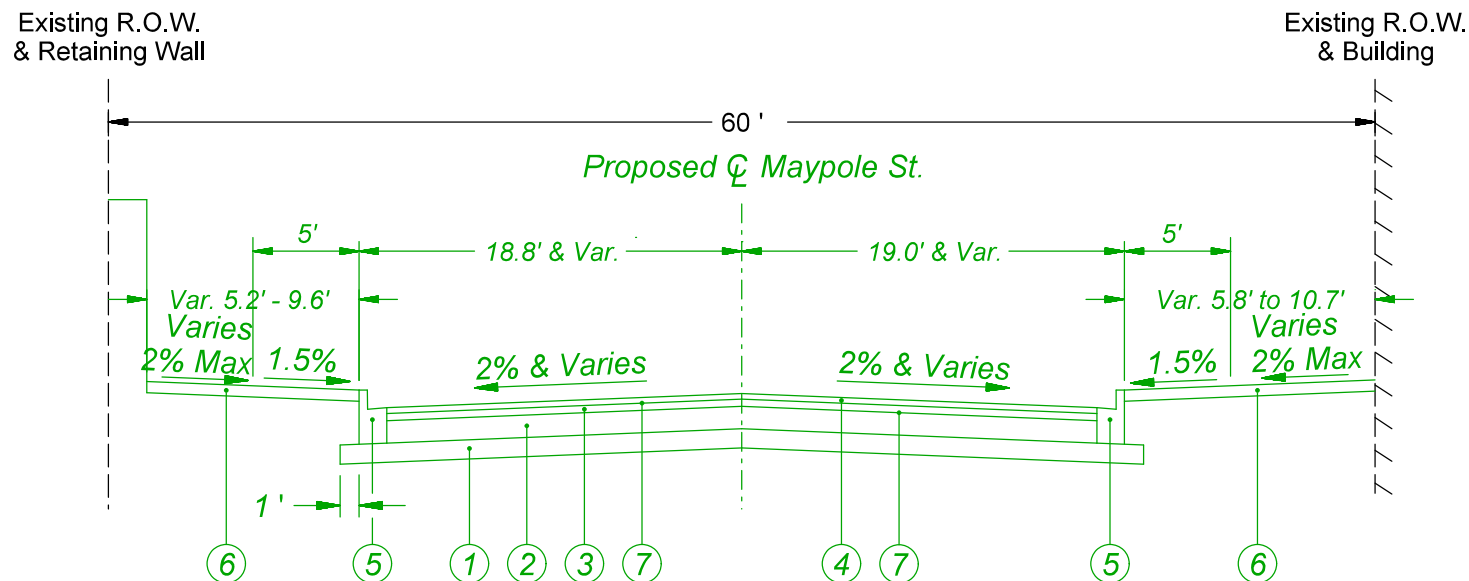 Existing R.O.W.
& Retaining Wall
Existing R.O.W.
& Building
60 '
Proposed ℄ Maypole St.
5'
18.8' & Var.
19.0' & Var.
5'
Var. 5.2' - 9.6'
Var. 5.8' to 10.7'
Varies
2% Max
1.5%
2% & Varies
2% & Varies
1.5%
Varies
2% Max
1 '
6
5
1
2
3
7
4
7
5
6